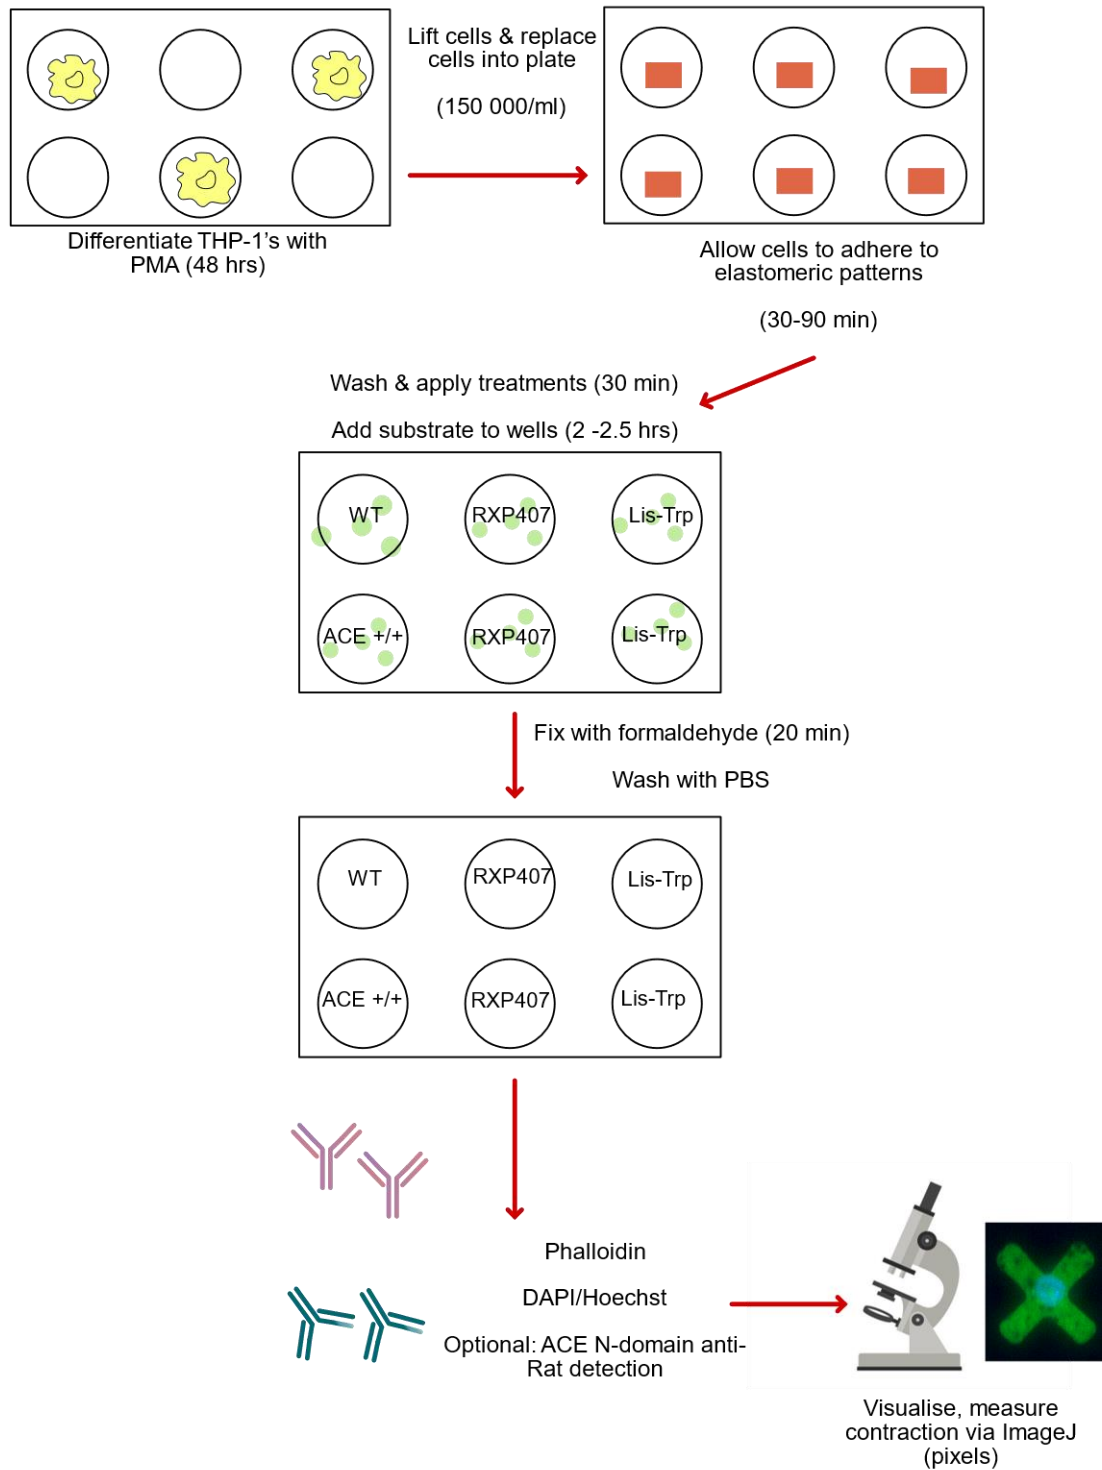 Lift cells & replace
cells into plate
(150 000/ml)
Differentiate THP-1's with
PMA (48 hrs)
Allow cells to adhere to
elastomeric patterns
(30-90 min)
Wash & apply treatments (30 min)
Add substrate to wells (2 -2.5 hrs)
WT
RXP407
Lis-Trp
ACE +/+
RXP407
Lis-Trp
Fix with formaldehyde (20 min)
Wash with PBS
WT
RXP407
Lis-Trp
ACE +/+
RXP407
Lis-Trp
Phalloidin
DAPI/Hoechst
Optional: ACE N-domain anti-
Rat detection
Visualise, measure
contraction via ImageJ
(pixels)